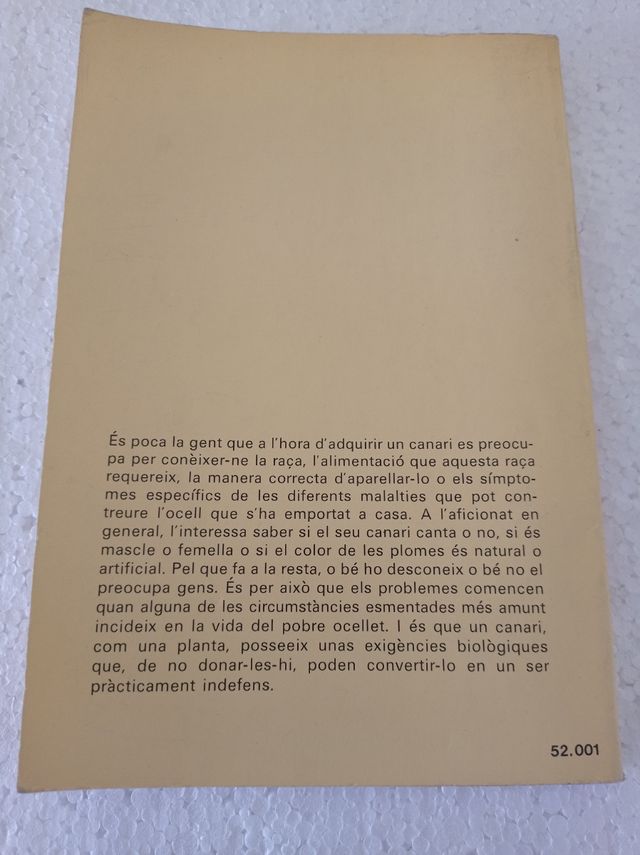 És poca la gent que a l'hora d'adquirir un canari es preocu-
pa per conèixer-ne la raça, l'alimentació que aquesta raça
requereix, la manera correcta d'aparellar-lo o els símpto-
mes específics de les diferents malalties que pot con-
treure l'ocell que s'ha emportat a casa. A l'aficionat en
general, l'interessa saber si el seu canari canta o no, si és
mascle o femella o si el color de les plomes és natural o
artificial. Pel que fa a la resta, o bé ho desconeix o bé no el
preocupa gens. És per això que els problemes comencen
quan alguna de les circumstàncies esmentades més amunt
incideix en la vida del pobre ocellet. I és que un canari,
com una planta, posseeix unas exigències biològiques
que, de no donar-les-hi, poden convertir-lo en un ser
pràcticament indefens.
52.001